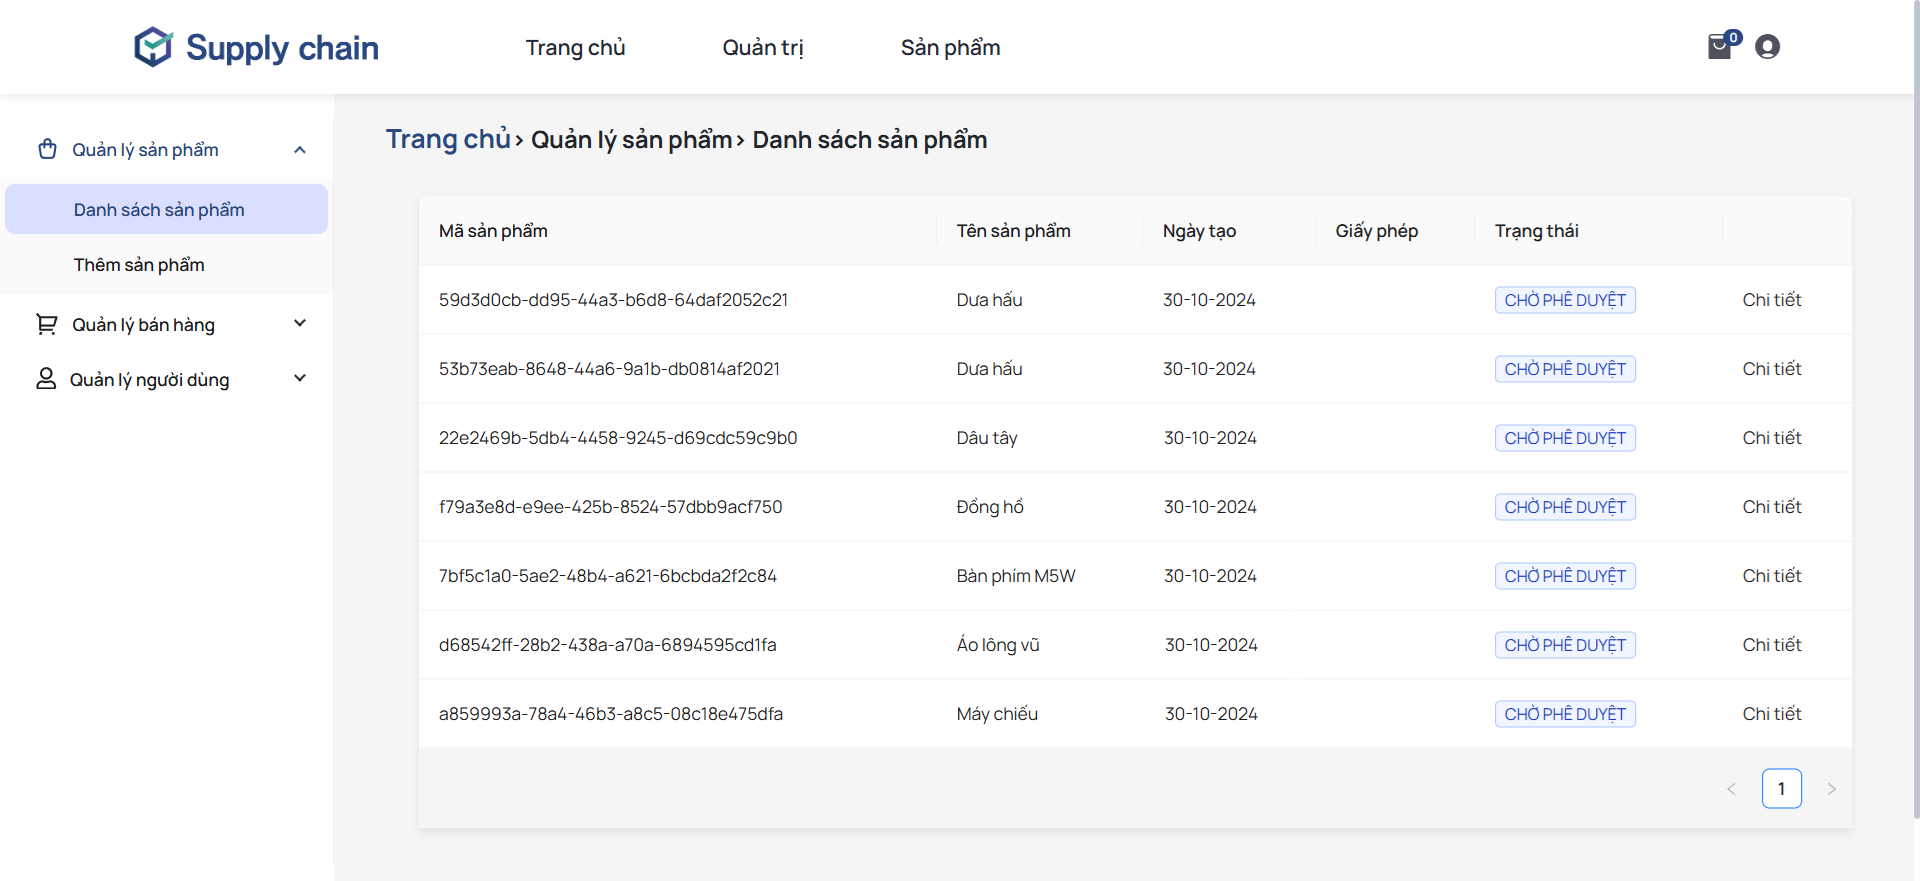 Supply chain
Trang chủ Quản trị Sản phẩm
0
Quản lý sản phẩm
Danh sách sản phẩm
Thêm sản phẩm
Quản lý bán hàng
Quản lý người dùng
Trang chủ› Quản lý sản phẩm› Danh sách sản phẩm
Mã sản phẩm Tên sản phẩm Ngày tạo Giấy phép Trạng thái
59d3d0cb-dd95-44a3-b6d8-64daf2052c21 Dưa hấu 30-10-2024 CHỜ PHÊ DUYỆT Chi tiết
53b73eab-8648-44a6-9a1b-db0814af2021 Dưa hấu 30-10-2024 CHỜ PHÊ DUYỆT Chi tiết
22e2469b-5db4-4458-9245-d69cdc59c9b0 Dâu tây 30-10-2024 CHỜ PHÊ DUYỆT Chi tiết
f79a3e8d-e9ee-425b-8524-57dbb9acf750 Đồng hồ 30-10-2024 CHỜ PHÊ DUYỆT Chi tiết
7bf5c1a0-5ae2-48b4-a621-6bcbda2f2c84 Bàn phím M5W 30-10-2024 CHỜ PHÊ DUYỆT Chi tiết
d68542ff-28b2-438a-a70a-6894595cd1fa Áo lông vũ 30-10-2024 CHỜ PHÊ DUYỆT Chi tiết
a859993a-78a4-46b3-a8c5-08c18e475dfa Máy chiếu 30-10-2024 CHỜ PHÊ DUYỆT Chi tiết
< 1 >